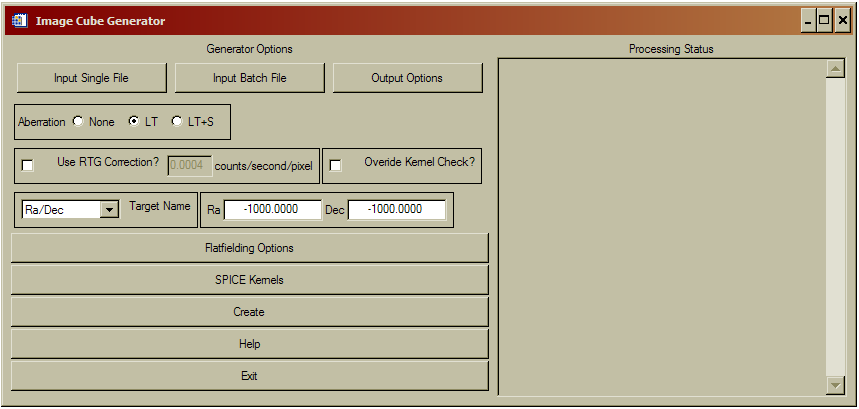 Image Cube Generator
Generator Options
Processing Status
Input Single File
Input Batch File
Output Options
Aberration None LT LT+S
Use RTG Correction? 0.0004 counts/second/pixel
Overide Kernel Check?
Ra/Dec Target Name
Ra -1000.0000 Dec -1000.0000
Flatfielding Options
SPICE Kernels
Create
Help
Exit